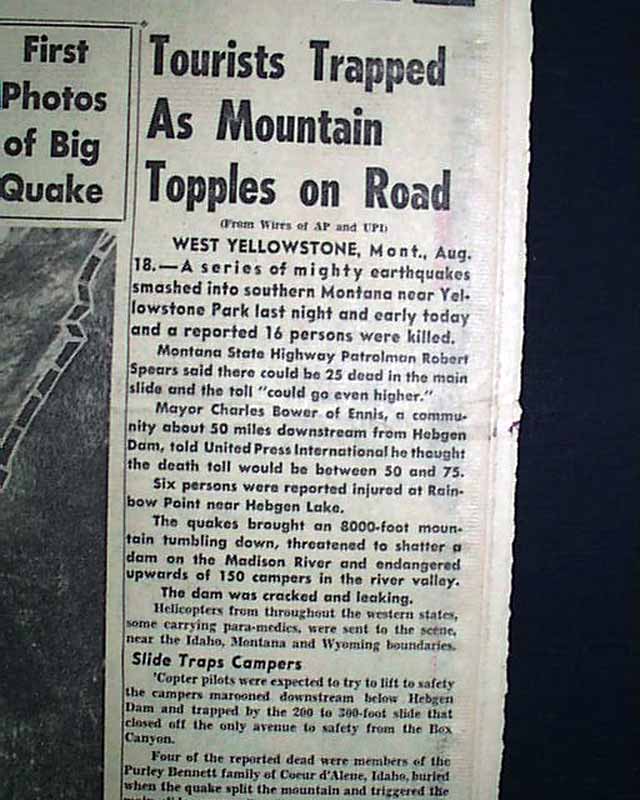 First
Photos
of Big
Quake
Tourists Trapped
As Mountain
Topples on Road
(From Wires of AP and UPI)
WEST YELLOWSTONE, Mont., Aug.
18.—A series of mighty earthquakes
smashed into southern Montana near Yel-
lowstone Park last night and early today
and a reported 16 persons were killed.
Montana State Highway Patrolman Robert
Spears said there could be 25 dead in the main
slide and the toll "could go even higher."
Mayor Charles Bower of Ennis, a commu-
nity about 50 miles downstream from Hebgen
Dam, told United Press International he thought
the death toll would be between 50 and 75.
Six persons were reported injured at Rain-
bow Point near Hebgen Lake.
The quakes brought an 8000-foot moun-
tain tumbling down, threatened to shatter a
dam on the Madison River and endangered
upwards of 150 campers in the river valley.
The dam was cracked and leaking.
Helicopters from throughout the western states,
some carrying para-medics, were sent to the scene,
near the Idaho, Montana and Wyoming boundaries.
Slide Traps Campers
'Copter pilots were expected to try to lift to safety
the campers marooned downstream below Hebgen
Dam and trapped by the 200 to 300-foot slide that
closed off the only avenue to safety from the Box
Canyon.
Four of the reported dead were members of the
Purley Bennett family of Coeur d'Alene, Idaho, buried
when the quake split the mountain and triggered the